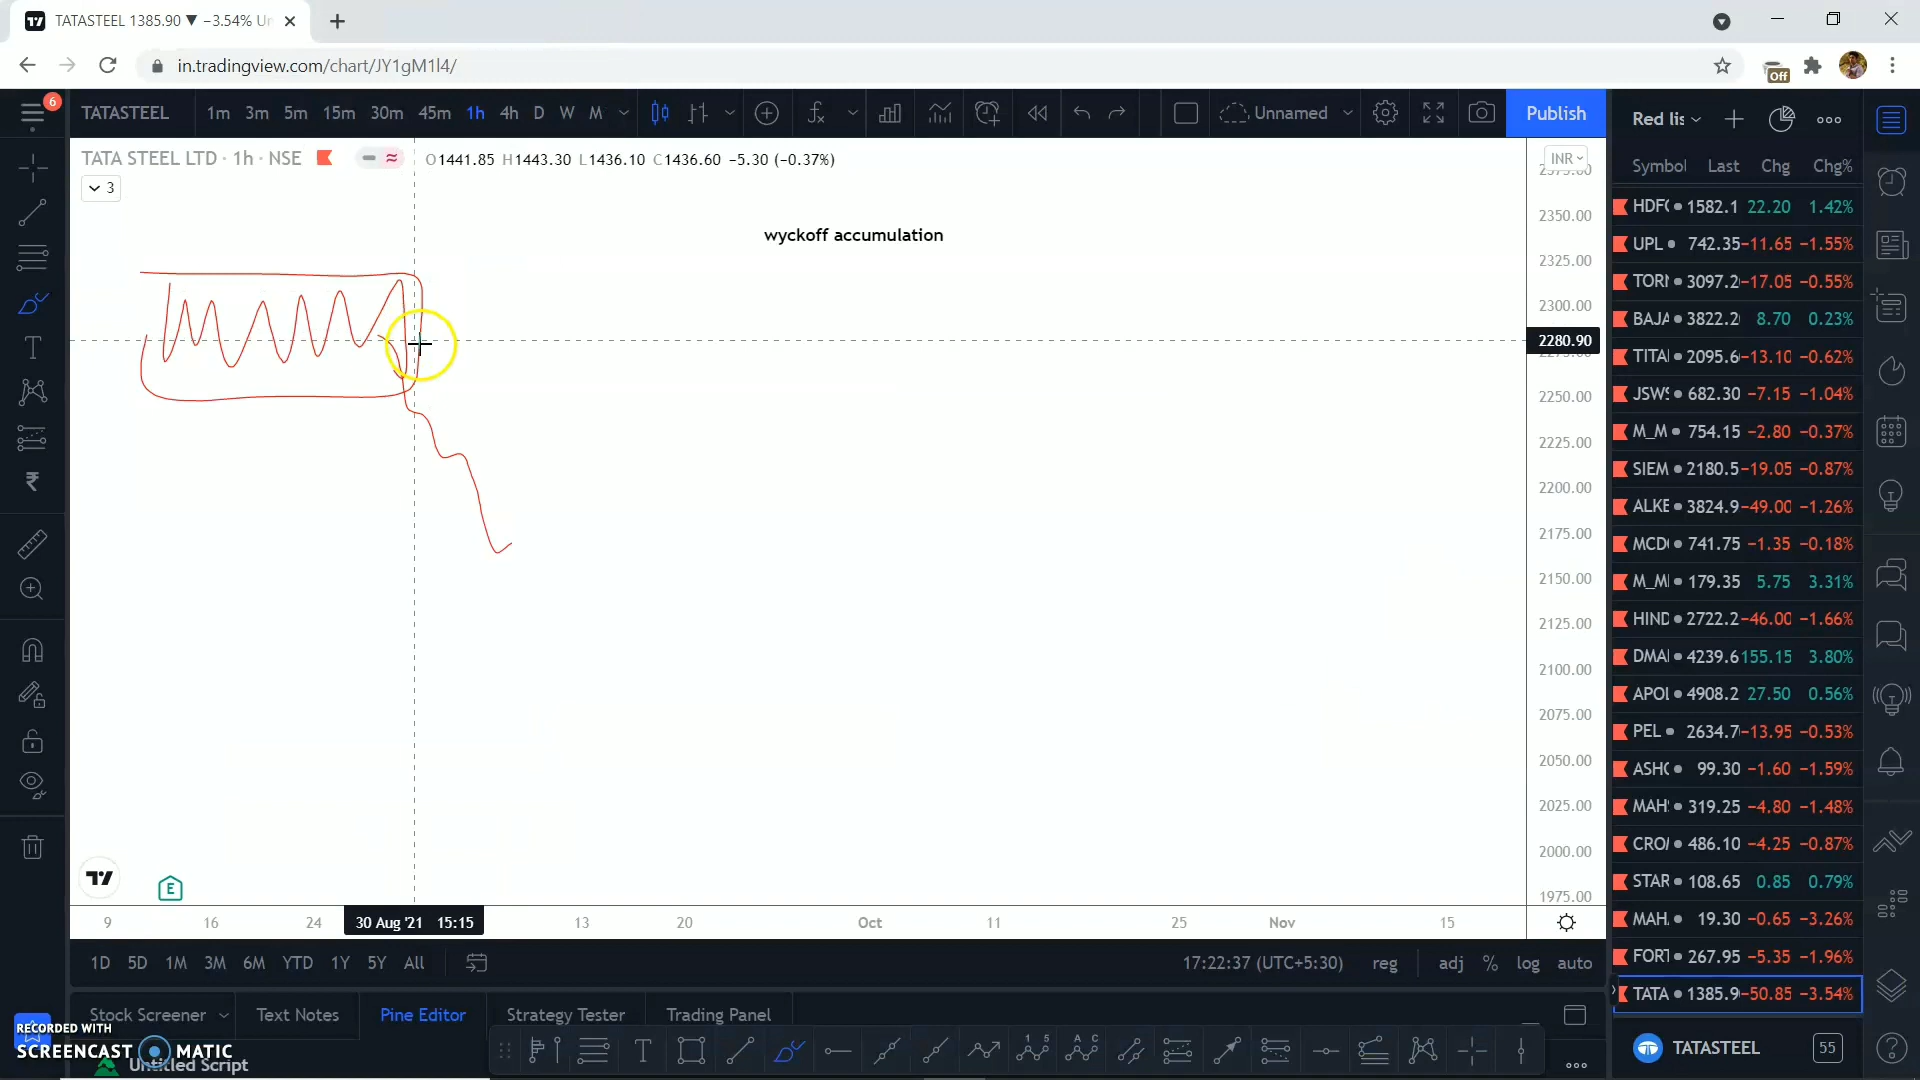 TATASTEEL 1385.90 ▼ −3.54% Un
in.tradingview.com/chart/JY1gM1l4/
Off
6
TATASTEEL 1m 3m 5m 15m 30m 45m 1h 4h D W M Unnamed Publish
Red lis
TATA STEEL LTD · 1h · NSE O1441.85 H1443.30 L1436.10 C1436.60 −5.30 (−0.37%)
INR
3
Symbol Last Chg Chg%
wyckoff accumulation
2350.00
2325.00
2300.00
2280.90
2250.00
2225.00
2200.00
2175.00
2150.00
2125.00
2100.00
2075.00
2050.00
2025.00
2000.00
1975.00
HDF( 1582.1 22.20 1.42%
UPL 742.35 −11.65 −1.55%
TORI 3097.2 −17.05 −0.55%
BAJA 3822.2 8.70 0.23%
TITA 2095.6 −13.10 −0.62%
JSWS 682.30 −7.15 −1.04%
M_M 754.15 −2.80 −0.37%
SIEM 2180.5 −19.05 −0.87%
ALKE 3824.9 −49.00 −1.26%
MCD 741.75 −1.35 −0.18%
M_M 179.35 5.75 3.31%
HIND 2722.2 −46.00 −1.66%
DMA 4239.6 155.15 3.80%
APOL 4908.2 27.50 0.56%
PEL 2634.7 −13.95 −0.53%
ASHO 99.30 −1.60 −1.59%
MAH 319.25 −4.80 −1.48%
CRO 486.10 −4.25 −0.87%
STAR 108.65 0.85 0.79%
MAH 19.30 −0.65 −3.26%
FORT 267.95 −5.35 −1.96%
TATA 1385.9 −50.85 −3.54%
E
9 16 24 30 Aug '21 15:15 13 20 Oct 11 25 Nov 15
1D 5D 1M 3M 6M YTD 1Y 5Y All 17:22:37 (UTC+5:30) reg adj % log auto
Stock Screener Text Notes Pine Editor Strategy Tester Trading Panel
TATASTEEL 55
RECORDED WITH
SCREENCAST MATIC
Untitled Script